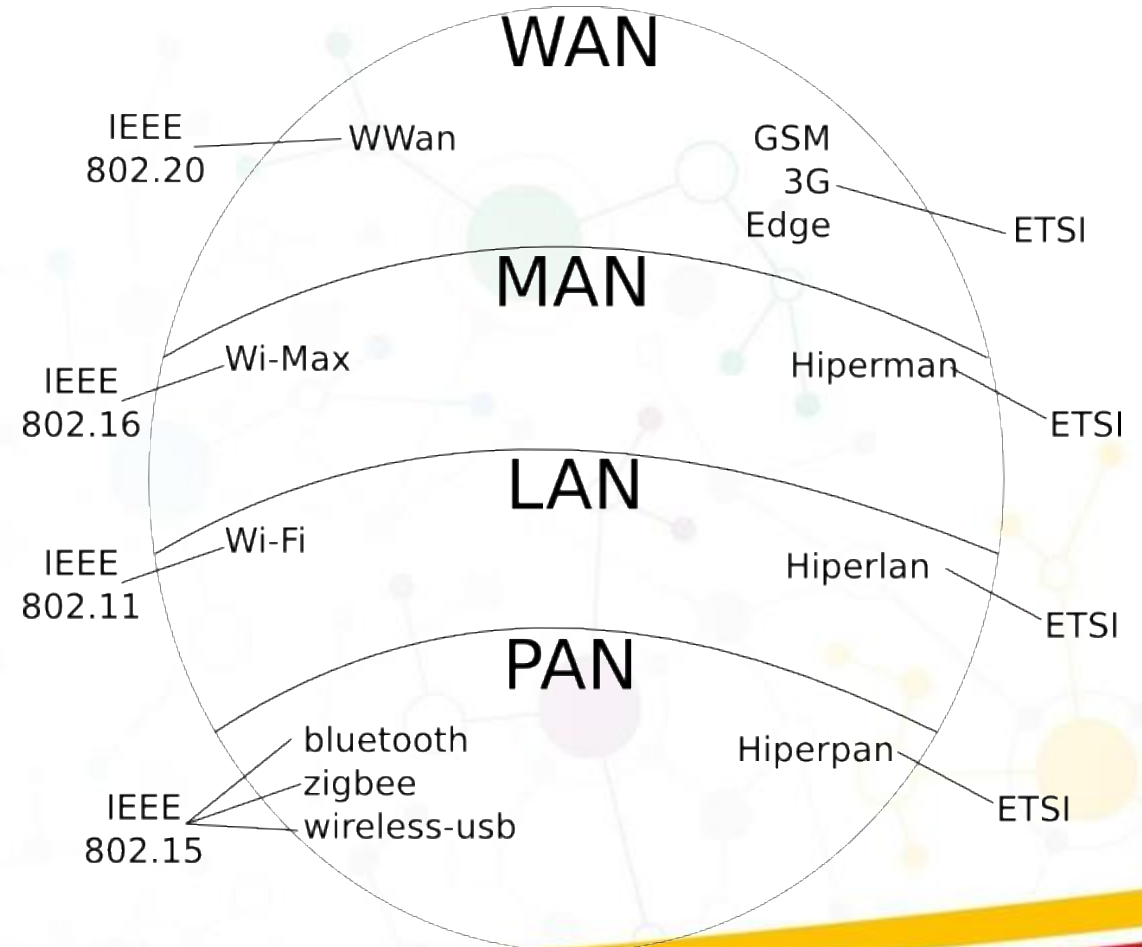 WAN
IEEE
802.20
WWan
GSM
3G
Edge
ETSI
MAN
IEEE
802.16
Wi-Max
Hiperman
ETSI
LAN
IEEE
802.11
Wi-Fi
Hiperlan
ETSI
PAN
IEEE
802.15
bluetooth
zigbee
wireless-usb
Hiperpan
ETSI